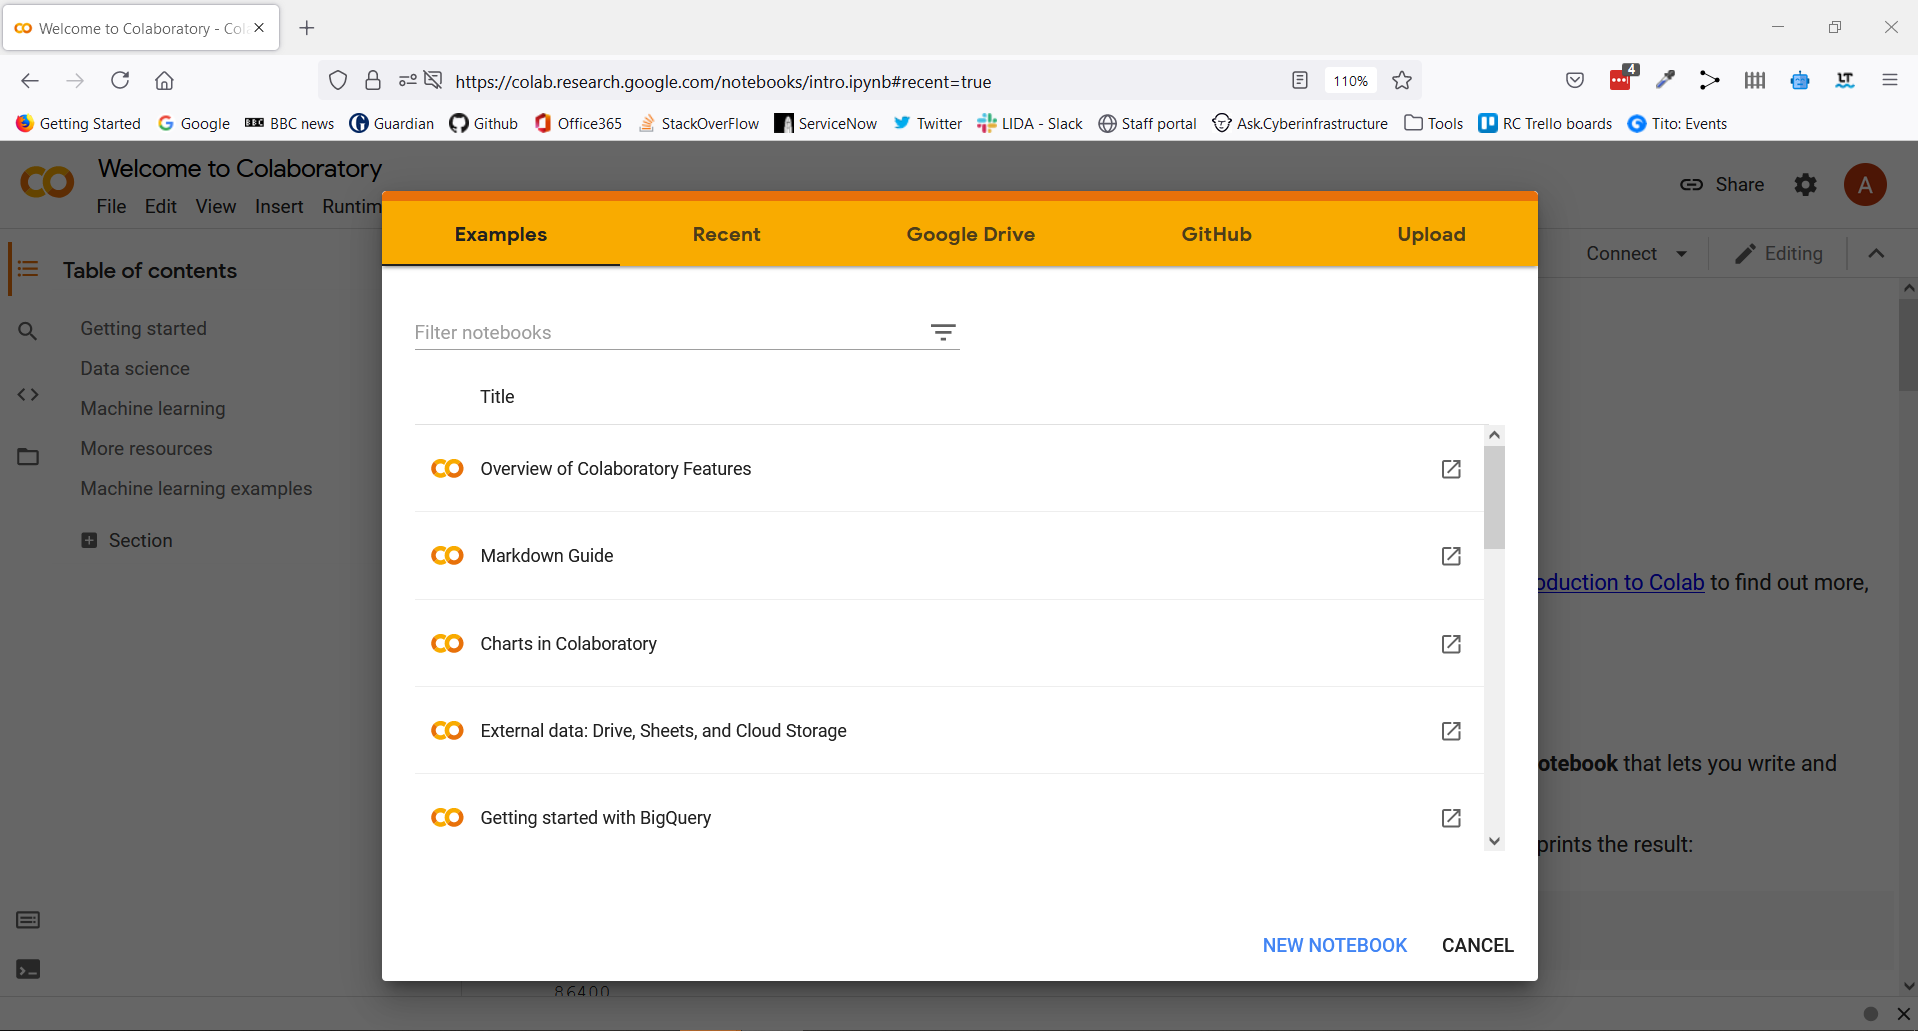 Welcome to Colaboratory - Col
https://colab.research.google.com/notebooks/intro.ipynb#recent=true
110%
4
Getting Started
Google
BBC news
Guardian
Github
Office365
StackOverFlow
ServiceNow
Twitter
LIDA - Slack
Staff portal
Ask.Cyberinfrastructure
Tools
RC Trello boards
Tito: Events
Welcome to Colaboratory
File Edit View Insert Runtim
Share
A
Connect
Editing
Table of contents
Getting started
Data science
Machine learning
More resources
Machine learning examples
Section
Examples
Recent
Google Drive
GitHub
Upload
Filter notebooks
Title
Overview of Colaboratory Features
Markdown Guide
Charts in Colaboratory
External data: Drive, Sheets, and Cloud Storage
Getting started with BigQuery
NEW NOTEBOOK
CANCEL
oduction to Colab to find out more,
otebook that lets you write and
prints the result:
86400